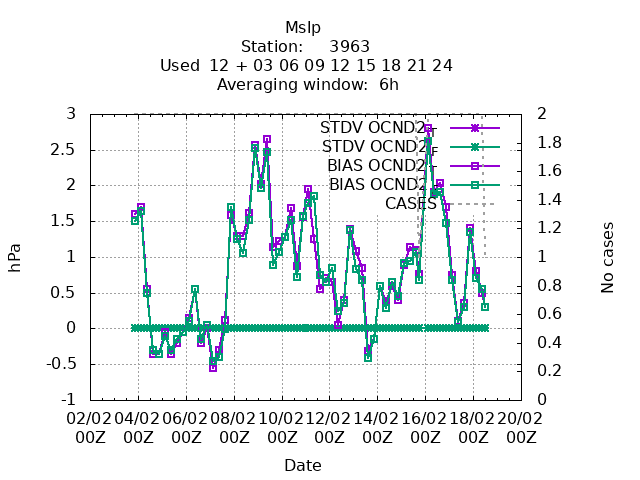 Mslp
Station: 3963
Used 12 + 03 06 09 12 15 18 21 24
Averaging window: 6h
3
2.5
2
1.5
1
0.5
0
-0.5
-1
hPa
2
1.8
1.6
1.4
1.2
1
0.8
0.6
0.4
0.2
0
No cases
STDV OCND2
STDV OCND2
BIAS OCND2
BIAS OCND2
CASES
02/02 04/02 06/02 08/02 10/02 12/02 14/02 16/02 18/02 20/02
00Z 00Z 00Z 00Z 00Z 00Z 00Z 00Z 00Z 00Z
Date